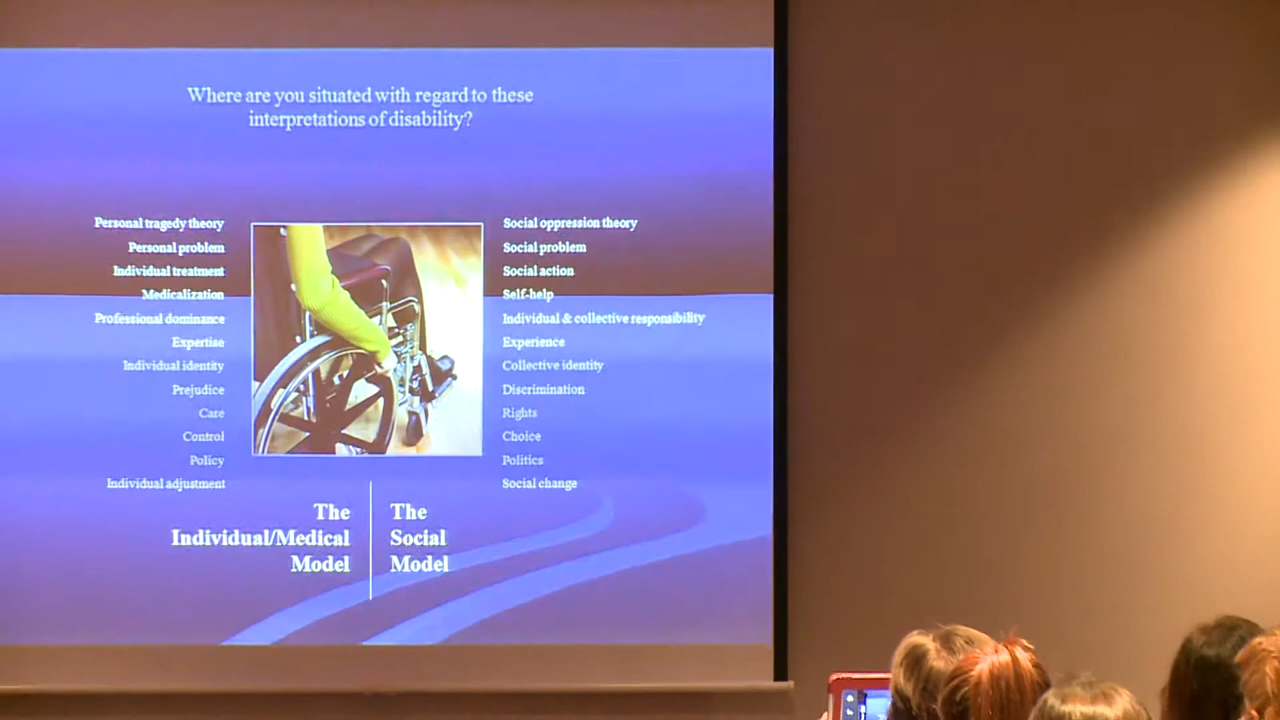 Where are you situated with regard to these
interpretations of disability?
Personal tragedy theory
Personal problem
Individual treatment
Medicalization
Professional dominance
Expertise
Individual identity
Prejudice
Care
Control
Policy
Individual adjustment
Social oppression theory
Social problem
Social action
Self-help
Individual & collective responsibility
Experience
Collective identity
Discrimination
Rights
Choice
Politics
Social change
The
Individual/Medical
Model
The
Social
Model